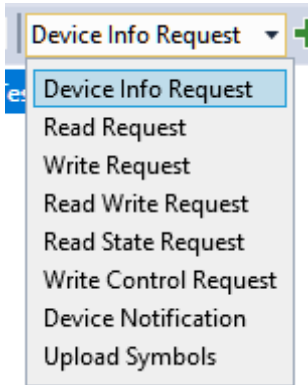 Device Info Request
Device Info Request
Read Request
Write Request
Read Write Request
Read State Request
Write Control Request
Device Notification
Upload Symbols